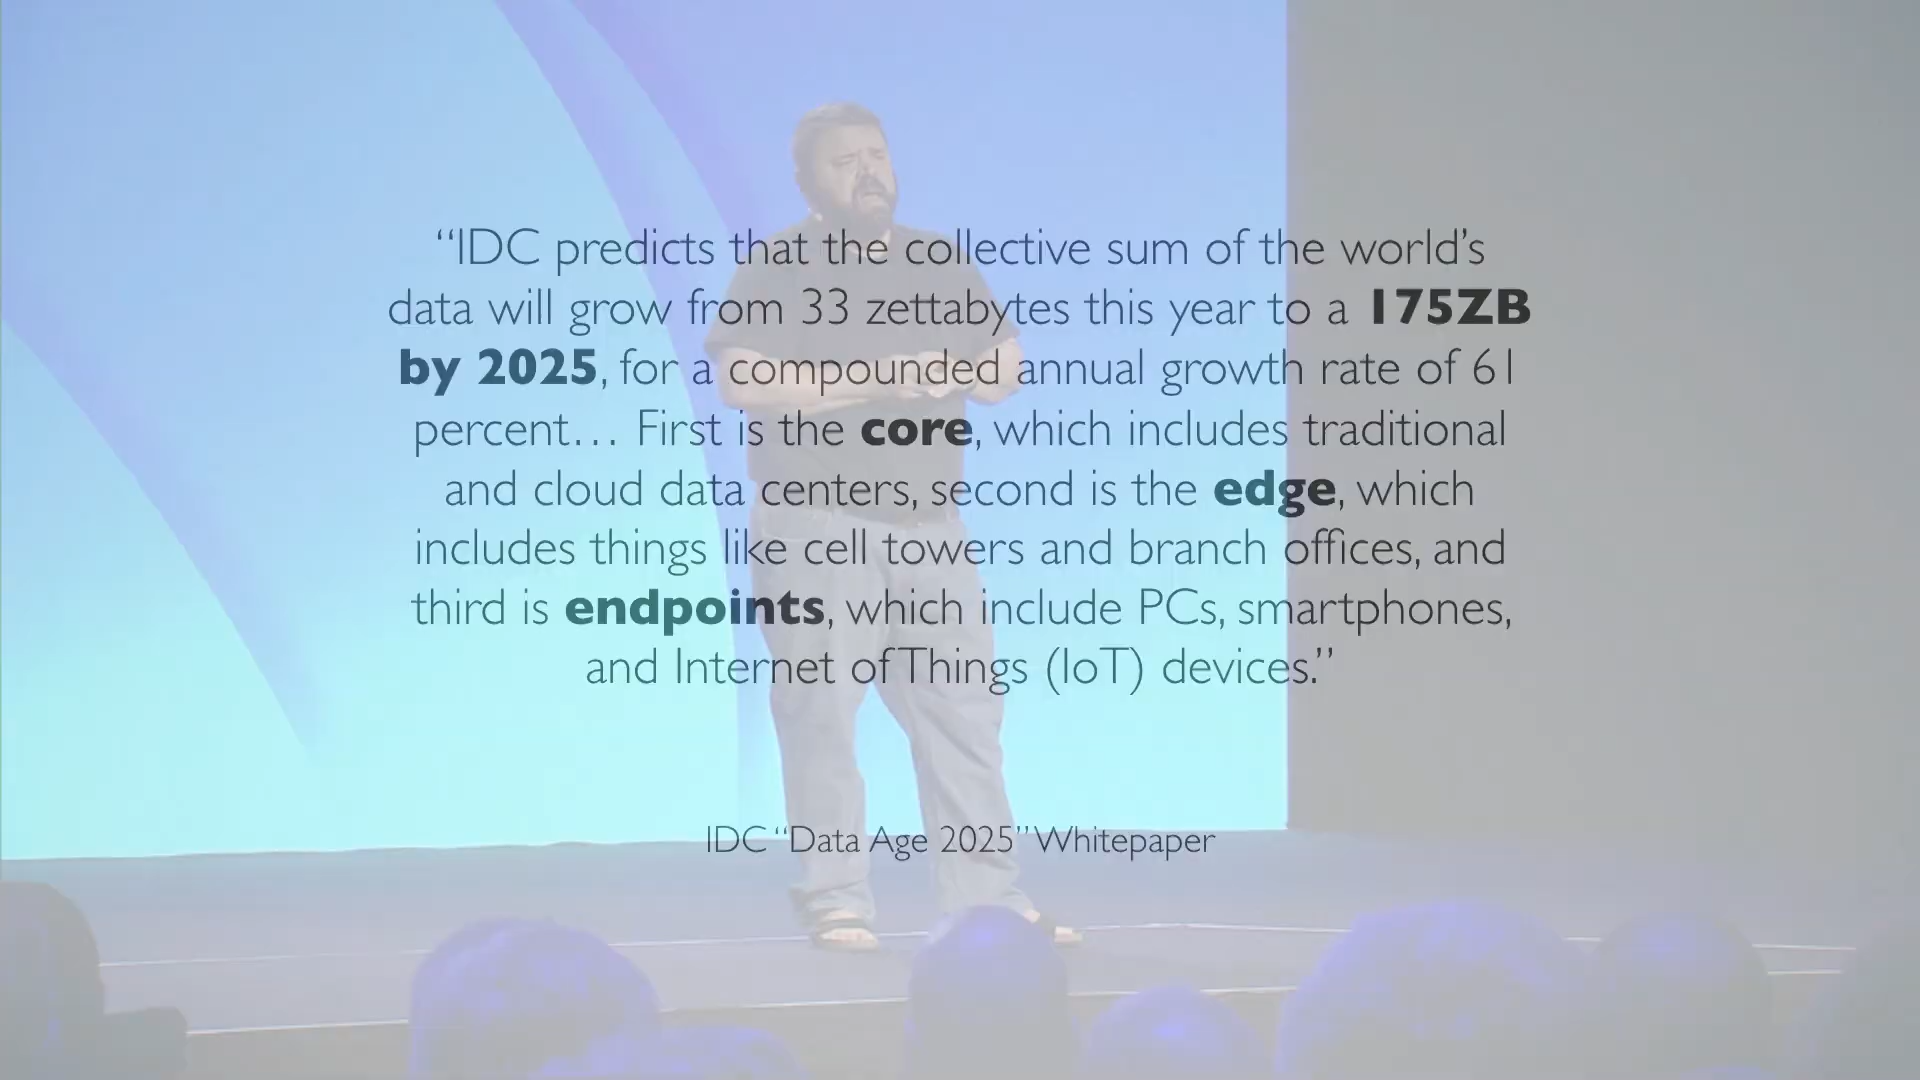 “IDC predicts that the collective sum of the world’s
data will grow from 33 zettabytes this year to a 175ZB
by 2025, for a compounded annual growth rate of 61
percent… First is the core, which includes traditional
and cloud data centers, second is the edge, which
includes things like cell towers and branch offices, and
third is endpoints, which include PCs, smartphones,
and Internet of Things (IoT) devices.”
IDC “Data Age 2025” Whitepaper